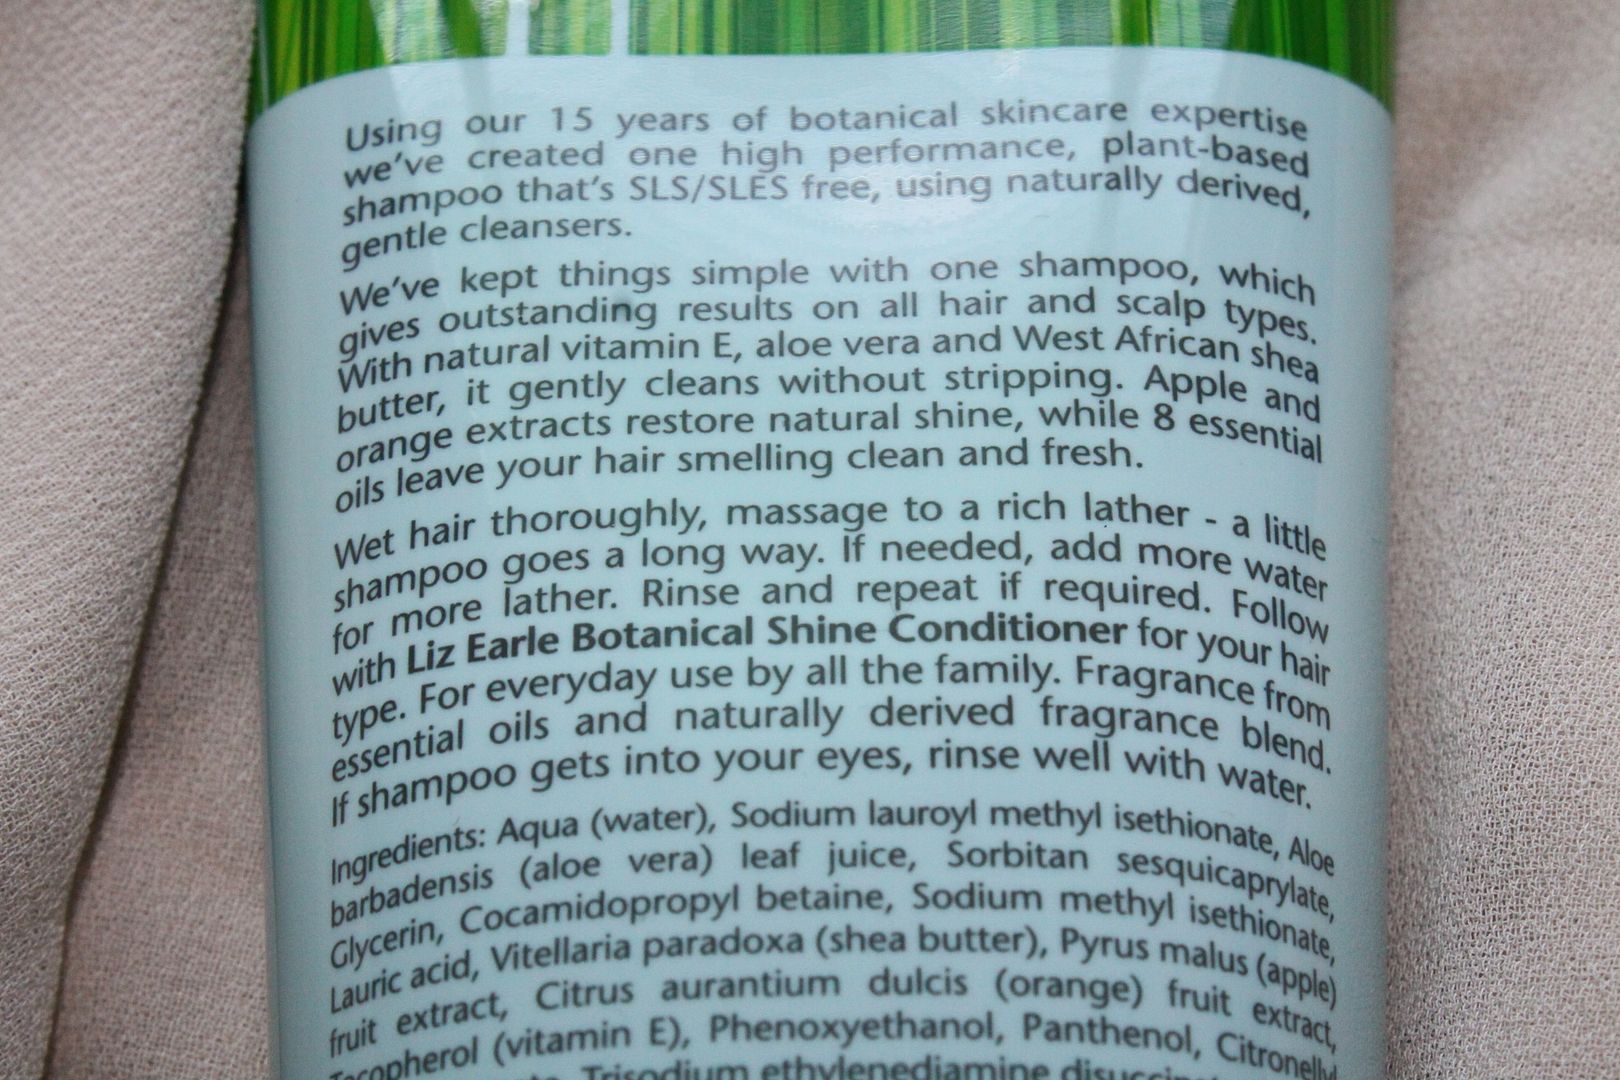 Using our 15 years of botanical skincare expertise
we've created one high performance, plant-based
shampoo that's SLS/SLES free, using naturally derived,
gentle cleansers.
We've kept things simple with one shampoo, which
gives outstanding results on all hair and scalp types.
With natural vitamin E, aloe vera and West African shea
butter, it gently cleans without stripping. Apple and
orange extracts restore natural shine, while 8 essential
oils leave your hair smelling clean and fresh.
Wet hair thoroughly, massage to a rich lather - a little
shampoo goes a long way. If needed, add more water
for more lather. Rinse and repeat if required. Follow
with Liz Earle Botanical Shine Conditioner for your hair
type. For everyday use by all the family. Fragrance from
essential oils and naturally derived fragrance blend.
If shampoo gets into your eyes, rinse well with water.
Ingredients: Aqua (water), Sodium lauroyl methyl isethionate, Aloe
barbadensis (aloe vera) leaf juice, Sorbitan sesquicaprylate,
Glycerin, Cocamidopropyl betaine, Sodium methyl isethionate,
Lauric acid, Vitellaria paradoxa (shea butter), Pyrus malus (apple)
fruit extract, Citrus aurantium dulcis (orange) fruit extract,
Tocopherol (vitamin E), Phenoxyethanol, Panthenol, Citronellyl
Trisodium ethylenediamine